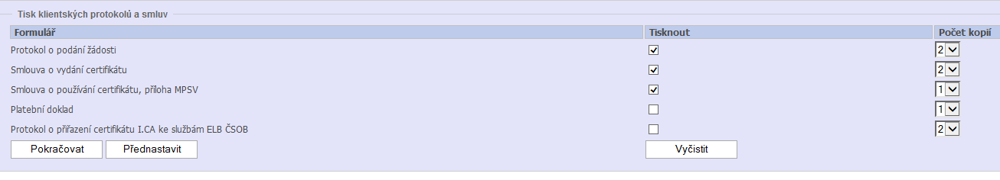 Tisk klientských protokolů a smluv
Formulář Tisknout Počet kopií
Protokol o podání žádosti 2
Smlouva o vydání certifikátu 2
Smlouva o používání certifikátu, příloha MPSV 1
Platební doklad 1
Protokol o přiřazení certifikátu I.CA ke službám ELB ČSOB 2
Pokračovat Přednastavit Vyčistit